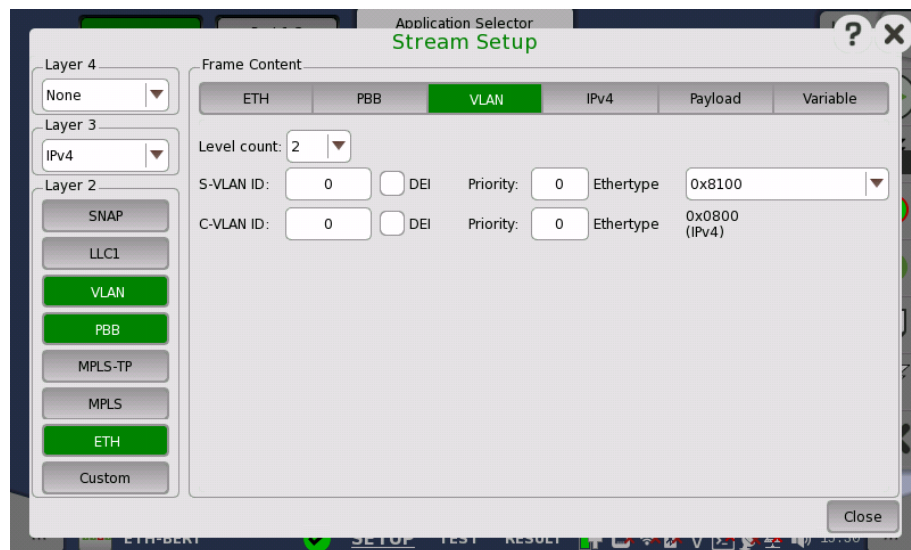 Application Selector
Stream Setup
?
Layer 4
None
Layer 3
IPv4
Layer 2
SNAP
LLC1
VLAN
PBB
MPLS-TP
MPLS
ETH
Custom
Frame Content
ETH PBB VLAN IPv4 Payload Variable
Level count: 2
S-VLAN ID: 0 DEI Priority: 0 Ethertype 0x8100
C-VLAN ID: 0 DEI Priority: 0 Ethertype 0x0800
(IPv4)
Close
ETH-BERT SETUP TEST RESULT